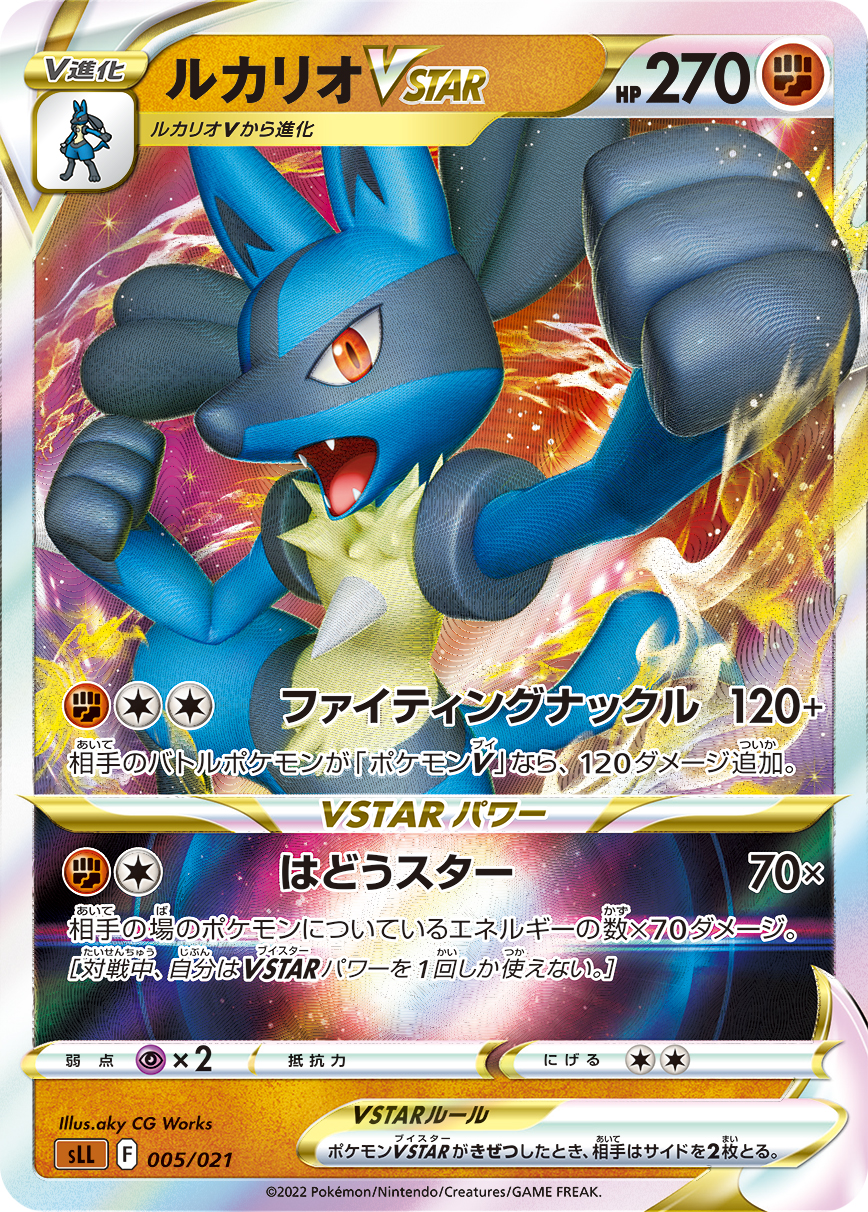 V進化
ルカリオVSTAR
HP 270
ルカリオVから進化
ファイティングナックル 120+
相手のバトルポケモンが「ポケモンV」なら、120ダメージ追加。
VSTARパワー
はどうスター 70×
相手の場のポケモンについているエネルギーの数×70ダメージ。
[対戦中、自分はVSTARパワーを1回しか使えない。]
弱点 ×2 抵抗力 にげる
Illus.aky CG Works
VSTARルール
ポケモンVSTARがきぜつしたとき、相手はサイドを2枚とる。
sLL F 005/021
©2022 Pokémon/Nintendo/Creatures/GAME FREAK.